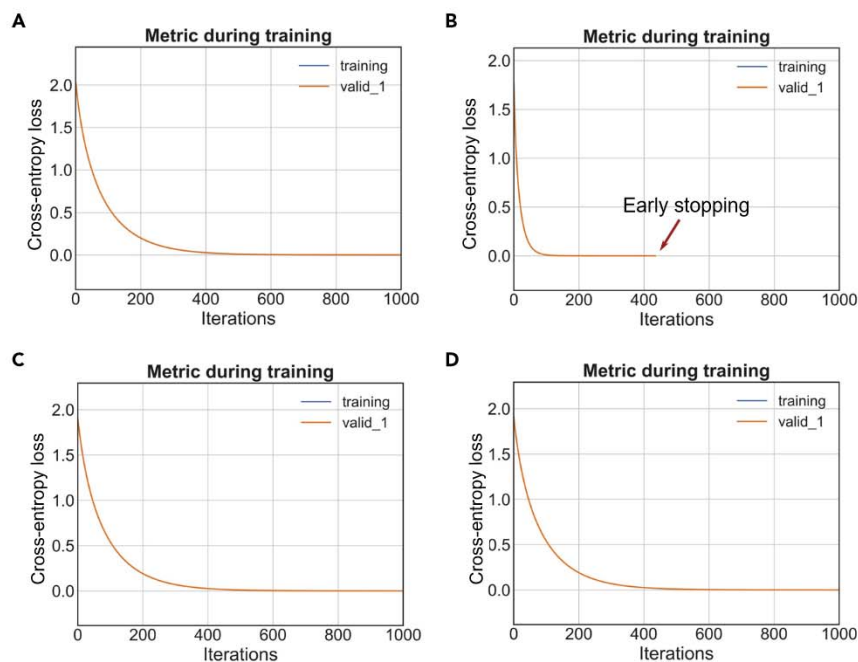 A
Metric during training
training
valid_1
Cross-entropy loss
2.0
1.5
1.0
0.5
0.0
0 200 400 600 800 1000
Iterations
B
Metric during training
training
valid_1
Cross-entropy loss
2.0
1.5
1.0
0.5
0.0
Early stopping
0 200 400 600 800 1000
Iterations
C
Metric during training
training
valid_1
Cross-entropy loss
2.0
1.5
1.0
0.5
0.0
0 200 400 600 800 1000
Iterations
D
Metric during training
training
valid_1
Cross-entropy loss
2.0
1.5
1.0
0.5
0.0
0 200 400 600 800 1000
Iterations